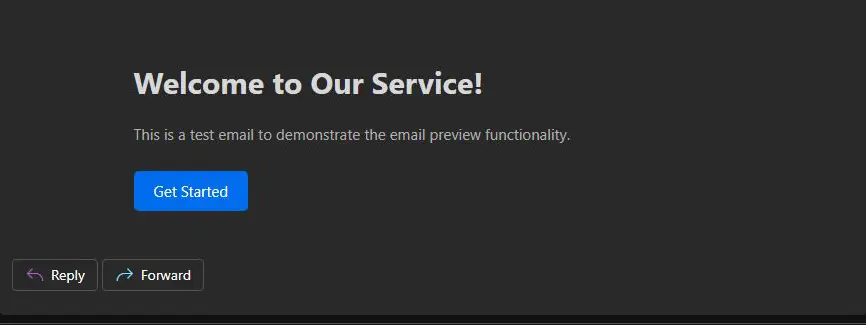 Welcome to Our Service!
This is a test email to demonstrate the email preview functionality.
Get Started
Reply
Forward